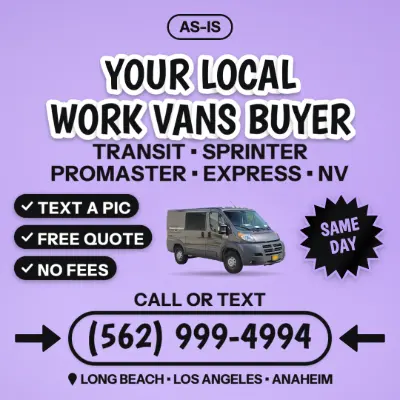 AS-IS
YOUR LOCAL
WORK VANS BUYER
TRANSIT ▪ SPRINTER
PROMASTER ▪ EXPRESS ▪ NV
✓ TEXT A PIC
✓ FREE QUOTE
✓ NO FEES
SAME
DAY
CALL OR TEXT
(562) 999-4994
LONG BEACH ▪ LOS ANGELES ▪ ANAHEIM